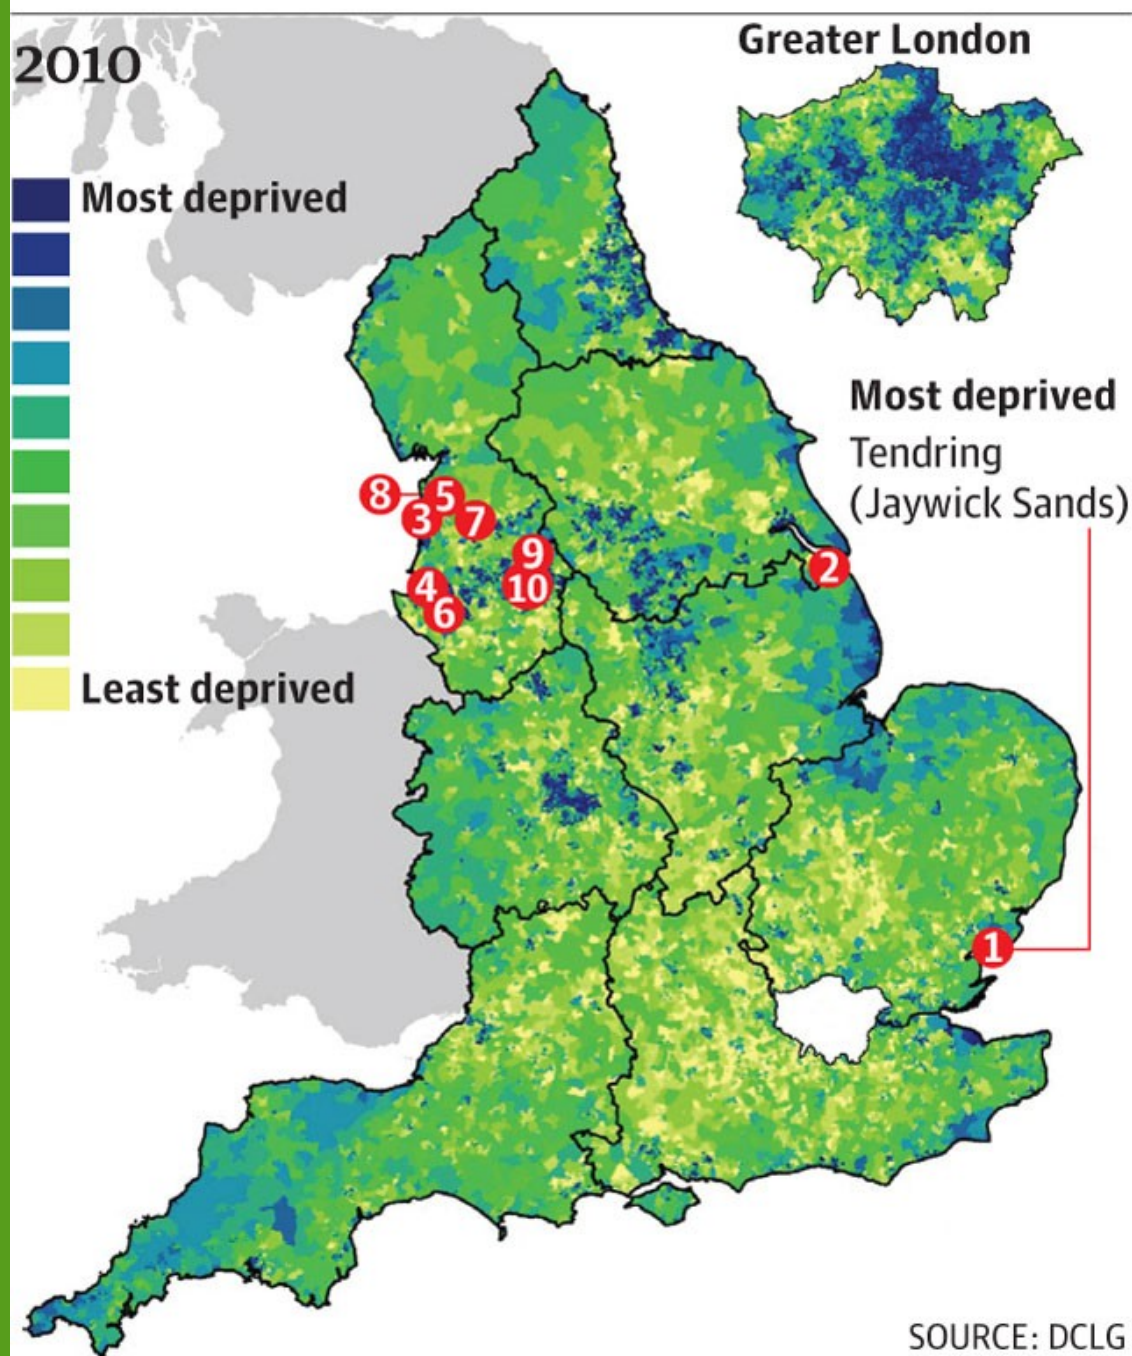 2010
Greater London
Most deprived
Most deprived
Tendring
(Jaywick Sands)
8
5
3
7
9
2
4
10
6
Least deprived
1
SOURCE: DCLG